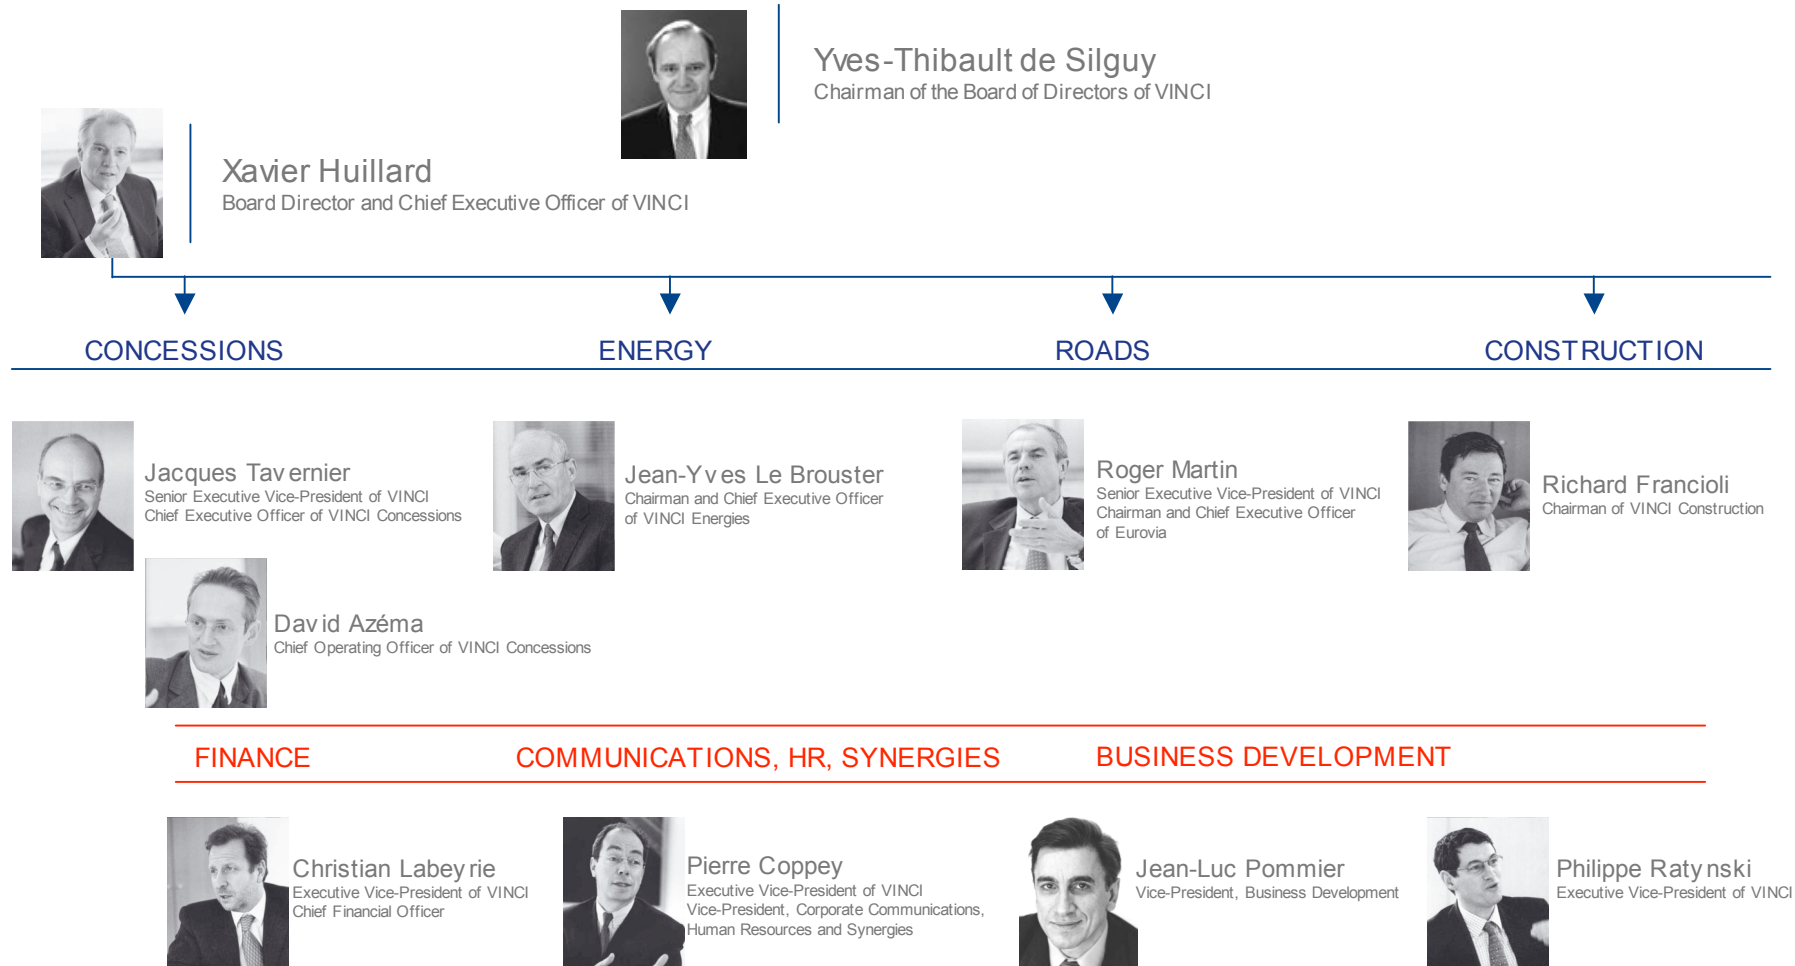 Yves-Thibault de Silguy
Chairman of the Board of Directors of VINCI
Xavier Huillard
Board Director and Chief Executive Officer of VINCI
CONCESSIONS
ENERGY
ROADS
CONSTRUCTION
Jacques Tavernier
Senior Executive Vice-President of VINCI
Chief Executive Officer of VINCI Concessions
Jean-Yves Le Brouster
Chairman and Chief Executive Officer
of VINCI Energies
Roger Martin
Senior Executive Vice-President of VINCI
Chairman and Chief Executive Officer
of Eurovia
Richard Francioli
Chairman of VINCI Construction
David Azéma
Chief Operating Officer of VINCI Concessions
FINANCE
COMMUNICATIONS, HR, SYNERGIES
BUSINESS DEVELOPMENT
Christian Labeyrie
Executive Vice-President of VINCI
Chief Financial Officer
Pierre Coppey
Executive Vice-President of VINCI
Vice-President, Corporate Communications,
Human Resources and Synergies
Jean-Luc Pommier
Vice-President, Business Development
Philippe Ratynski
Executive Vice-President of VINCI